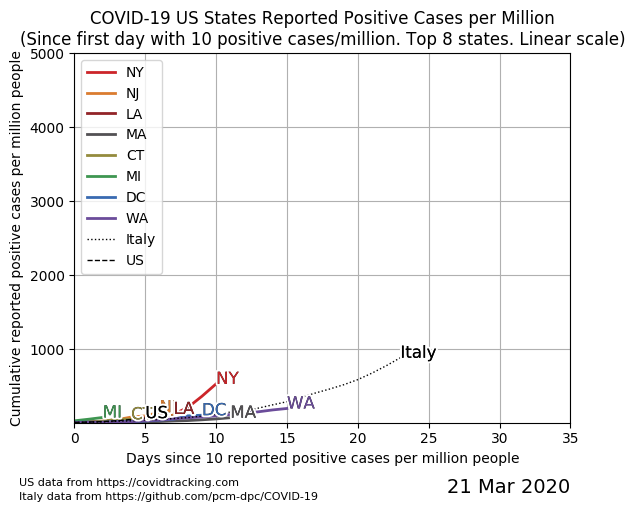 COVID-19 US States Reported Positive Cases per Million
(Since first day with 10 positive cases/million. Top 8 states. Linear scale)
Cumulative reported positive cases per million people
5000
4000
3000
2000
1000
NY
NJ
LA
MA
CT
MI
DC
WA
Italy
US
Italy
NY
WA
MI
US
LA
DC
MA
0
5
10
15
20
25
30
35
Days since 10 reported positive cases per million people
US data from https://covidtracking.com
Italy data from https://github.com/pcm-dpc/COVID-19
21 Mar 2020